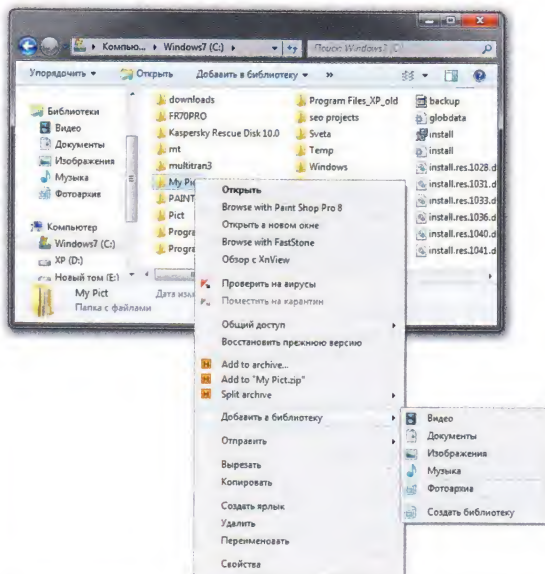 Компью... ▸ Windows7 (C:) ▸
Поиск: Windows7 (C:)
Упорядочить ▾ Открыть Добавить в библиотеку ▾ »
Библиотеки
Видео
Документы
Изображения
Музыка
Фотоархив
Компьютер
Windows7 (C:)
XP (D:)
Новый том (E:)
downloads
FR70PRO
Kaspersky Rescue Disk 10.0
mt
multitran3
My Pic
PAINT
Pict
Progra
Progra
Program Files_XP_old
seo projects
Sveta
Temp
Windows
backup
globdata
install
install
install.res.1028.d
install.res.1031.d
install.res.1033.d
install.res.1036.d
install.res.1040.d
install.res.1041.d
My Pict Дата изм
Папка с файлами
Открыть
Browse with Paint Shop Pro 8
Открыть в новом окне
Browse with FastStone
Обзор с XnView
Проверить на вирусы
Поместить на карантин
Общий доступ
Восстановить прежнюю версию
Add to archive...
Add to "My Pict.zip"
Split archive
Добавить в библиотеку
Отправить
Вырезать
Копировать
Создать ярлык
Удалить
Переименовать
Свойства
Видео
Документы
Изображения
Музыка
Фотоархив
Создать библиотеку